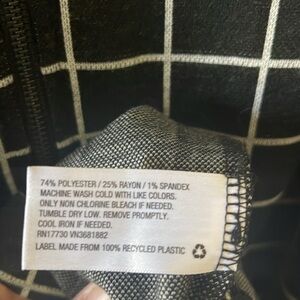 74% POLYESTER / 25% RAYON / 1% SPANDEX
MACHINE WASH COLD WITH LIKE COLORS.
ONLY NON CHLORINE BLEACH IF NEEDED.
TUMBLE DRY LOW. REMOVE PROMPTLY.
COOL IRON IF NEEDED.
RN17730 VN3681882
LABEL MADE FROM 100% RECYCLED PLASTIC